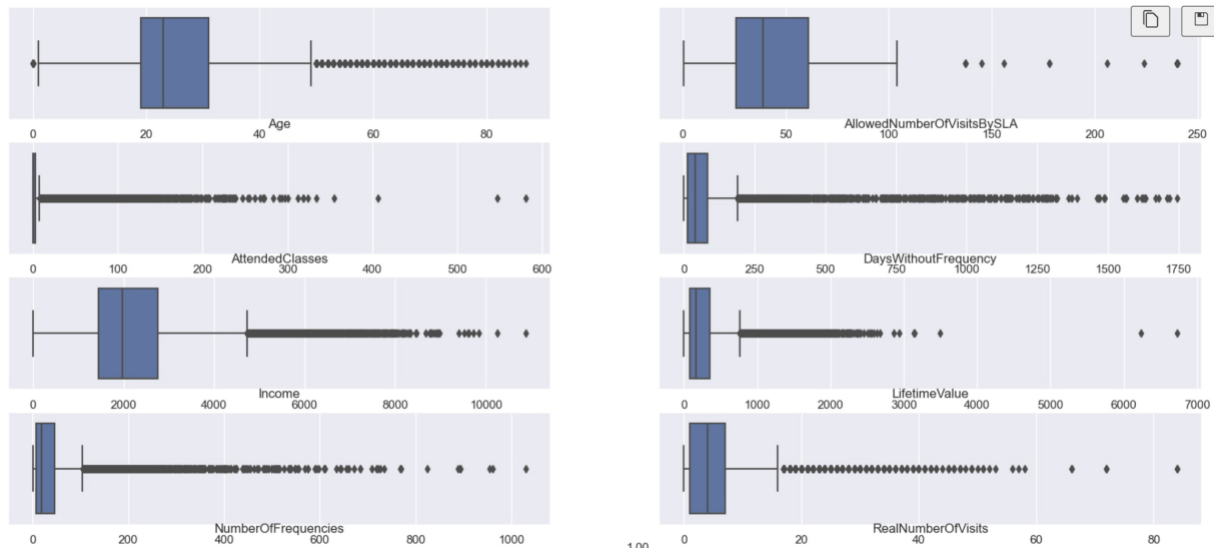 Age
0 20 40 60 80
AllowedNumberOfVisitsBySLA
0 50 100 150 200 250
AttendedClasses
0 100 200 300 400 500 600
DaysWithoutFrequency
0 250 500 750 1000 1250 1500 1750
Income
0 2000 4000 6000 8000 10000
LifetimeValue
0 1000 2000 3000 4000 5000 6000 7000
NumberOfFrequencies
0 200 400 600 800 1000
RealNumberOfVisits
0 20 40 60 80
1.00